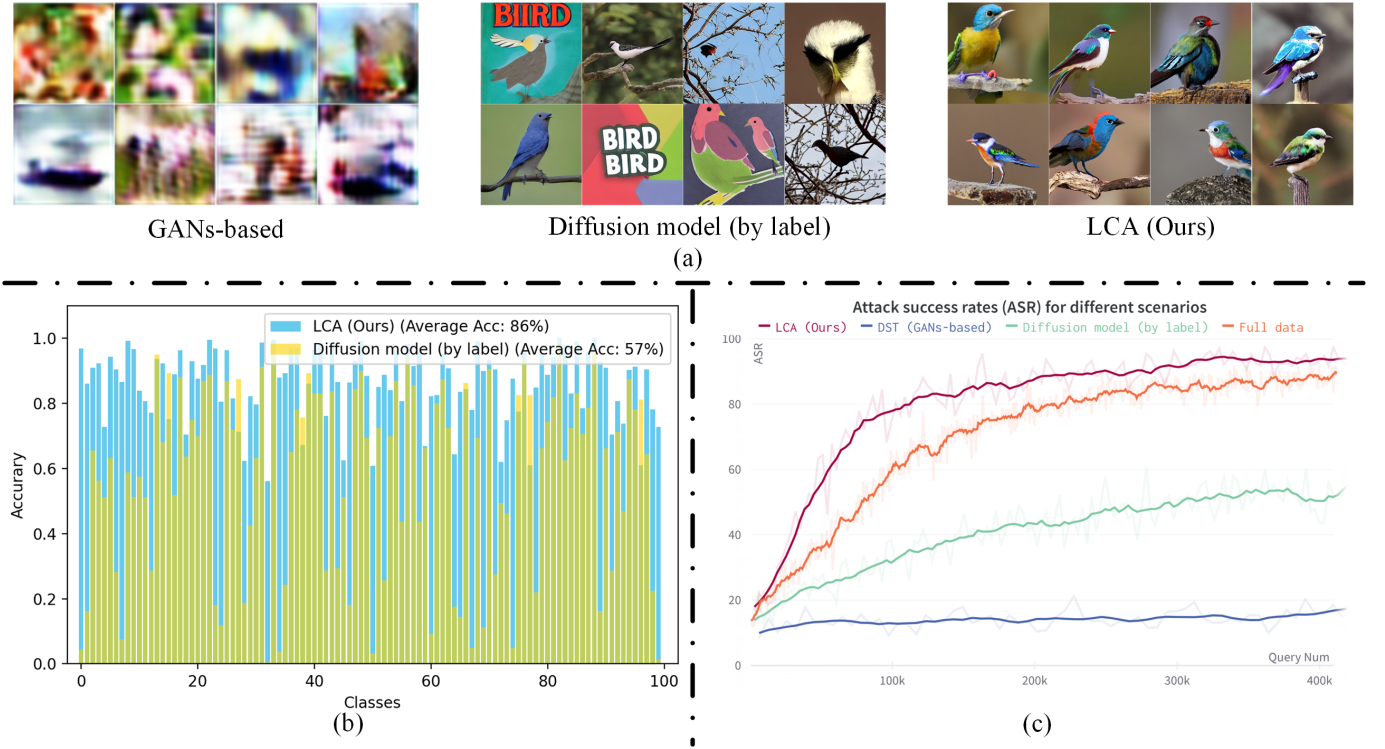 BIIRD
BIRD
BIRD
GANs-based
Diffusion model (by label)
LCA (Ours)
(a)
LCA (Ours) (Average Acc: 86%)
Diffusion model (by label) (Average Acc: 57%)
1.0
0.8
0.6
0.4
0.2
0.0
Accurary
0
20
40
60
80
100
Classes
(b)
Attack success rates (ASR) for different scenarios
LCA (Ours)
DST (GANs-based)
Diffusion model (by label)
Full data
ASR
100
80
60
40
20
0
Query Num
100k
200k
300k
400k
(c)